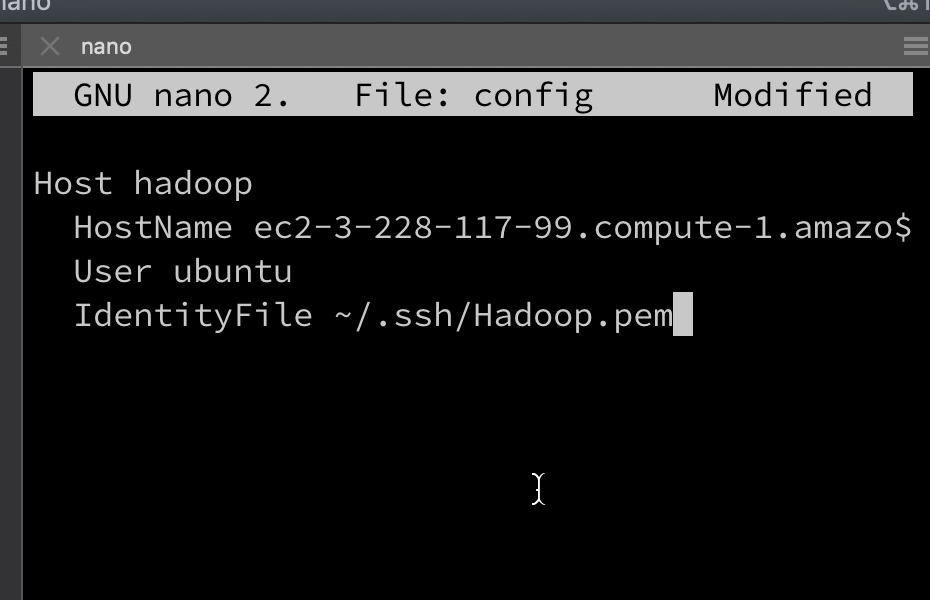 nano
GNU nano 2. File: config Modified
Host hadoop
HostName ec2-3-228-117-99.compute-1.amazo$
User ubuntu
IdentityFile ~/.ssh/Hadoop.pem